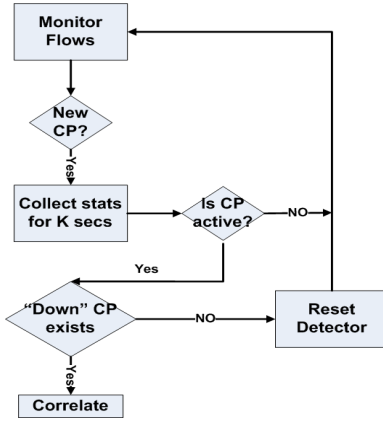 Monitor
Flows
New
CP?
Yes
Collect stats
for K secs
Is CP
active?
NO
Yes
“Down” CP
exists
NO
Reset
Detector
Yes
Correlate